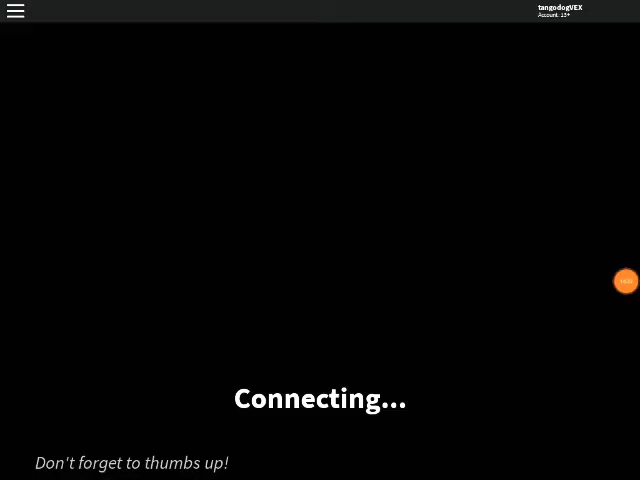 tangodogVEX
Account: 13+
Connecting...
Don't forget to thumbs up!